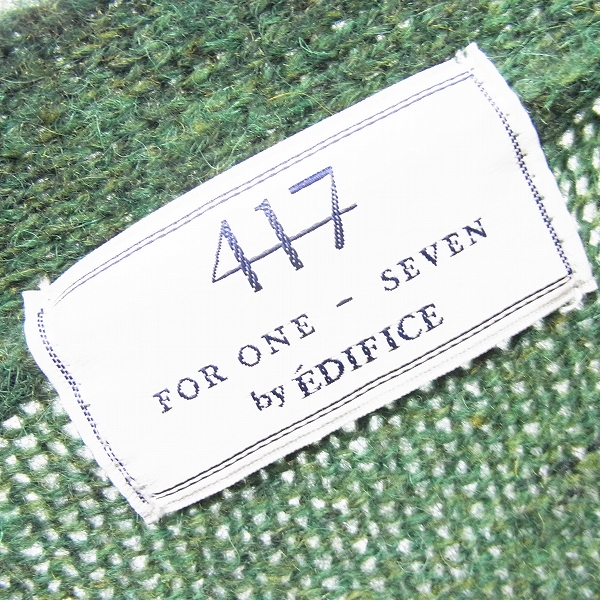 417
FOR ONE - SEVEN
by ÉDIFICE